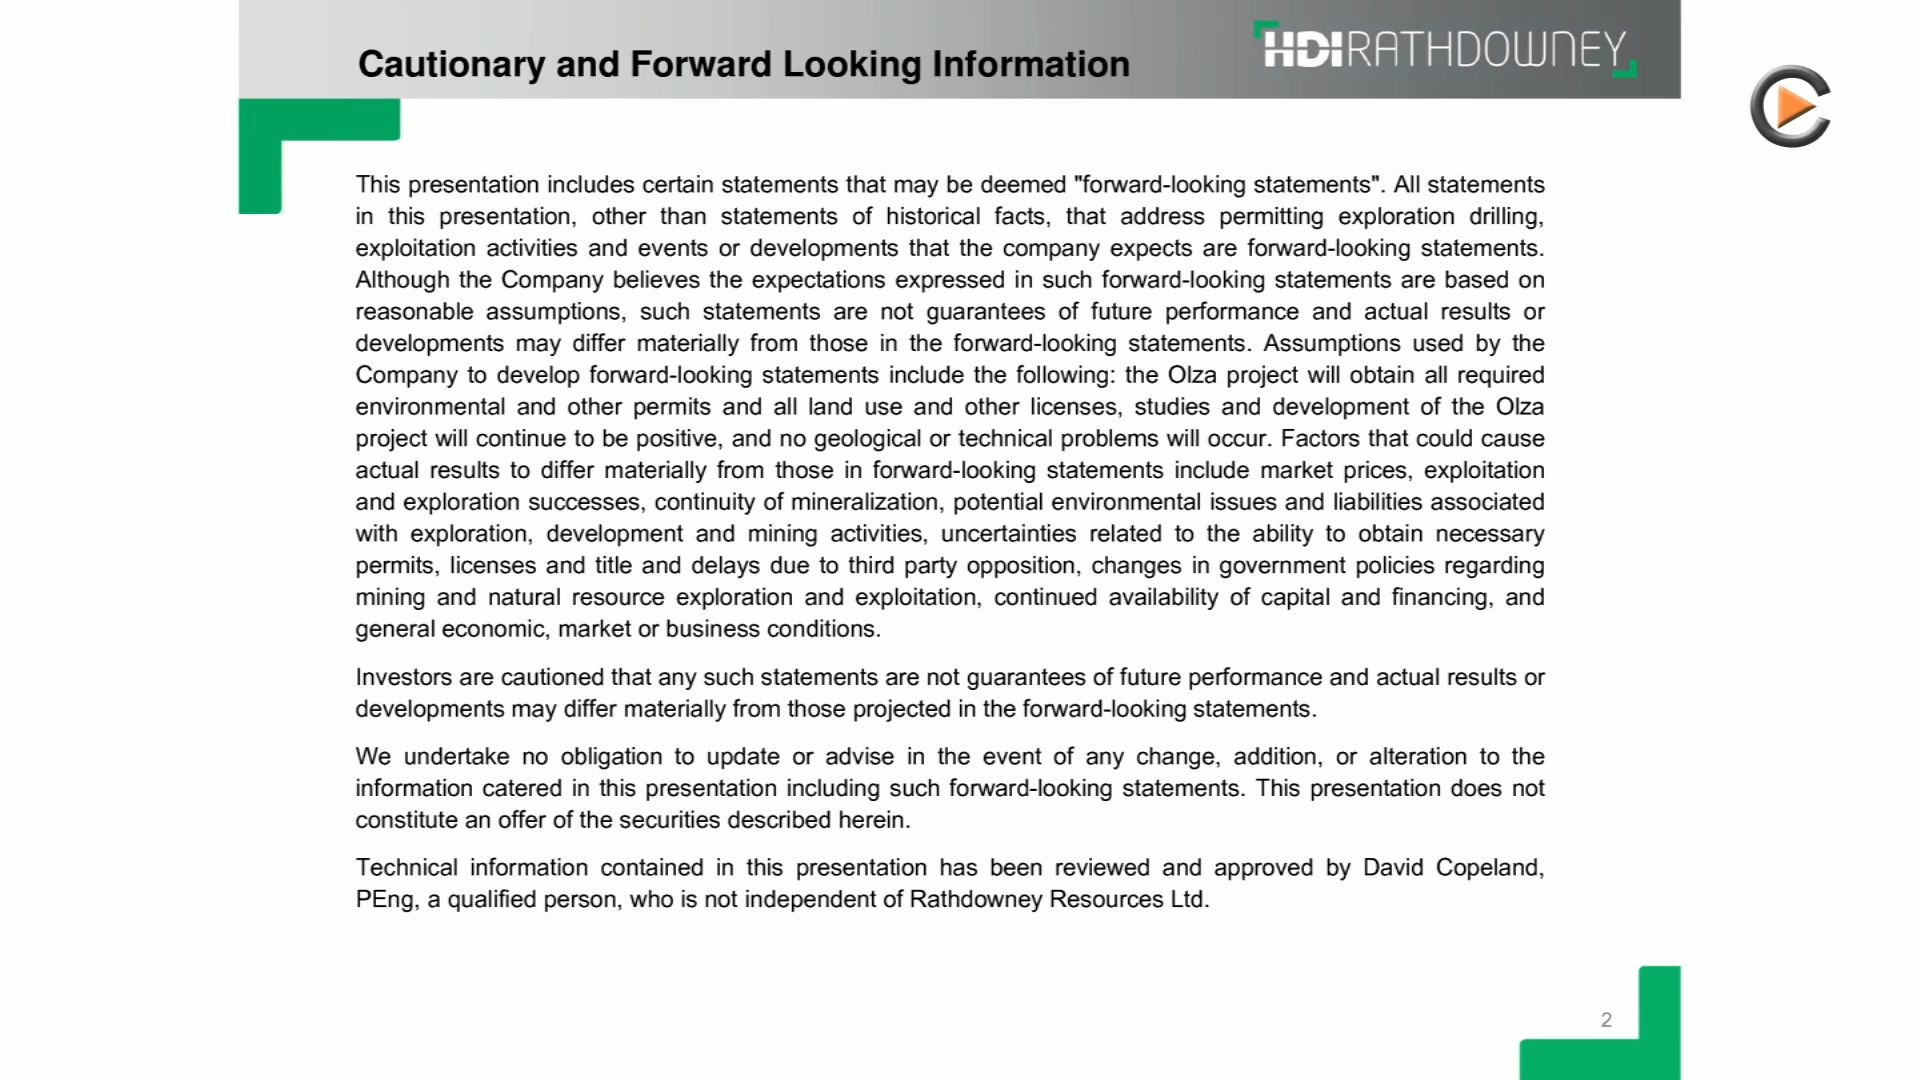 Cautionary and Forward Looking Information
HDI RATHDOWNEY
This presentation includes certain statements that may be deemed "forward-looking statements". All statements
in this presentation, other than statements of historical facts, that address permitting exploration drilling,
exploitation activities and events or developments that the company expects are forward-looking statements.
Although the Company believes the expectations expressed in such forward-looking statements are based on
reasonable assumptions, such statements are not guarantees of future performance and actual results or
developments may differ materially from those in the forward-looking statements. Assumptions used by the
Company to develop forward-looking statements include the following: the Olza project will obtain all required
environmental and other permits and all land use and other licenses, studies and development of the Olza
project will continue to be positive, and no geological or technical problems will occur. Factors that could cause
actual results to differ materially from those in forward-looking statements include market prices, exploitation
and exploration successes, continuity of mineralization, potential environmental issues and liabilities associated
with exploration, development and mining activities, uncertainties related to the ability to obtain necessary
permits, licenses and title and delays due to third party opposition, changes in government policies regarding
mining and natural resource exploration and exploitation, continued availability of capital and financing, and
general economic, market or business conditions.
Investors are cautioned that any such statements are not guarantees of future performance and actual results or
developments may differ materially from those projected in the forward-looking statements.
We undertake no obligation to update or advise in the event of any change, addition, or alteration to the
information catered in this presentation including such forward-looking statements. This presentation does not
constitute an offer of the securities described herein.
Technical information contained in this presentation has been reviewed and approved by David Copeland,
PEng, a qualified person, who is not independent of Rathdowney Resources Ltd.
2